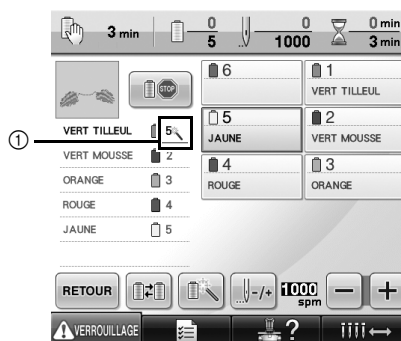 3 min
0
5
0
1000
0 min
3 min
STOP
6
1
VERT TILLEUL
5
JAUNE
2
VERT MOUSSE
4
ROUGE
3
ORANGE
①
VERT TILLEUL 5
VERT MOUSSE 2
ORANGE 3
ROUGE 4
JAUNE 5
RETOUR
-/+
1000
spm
− +
VERROUILLAGE
?